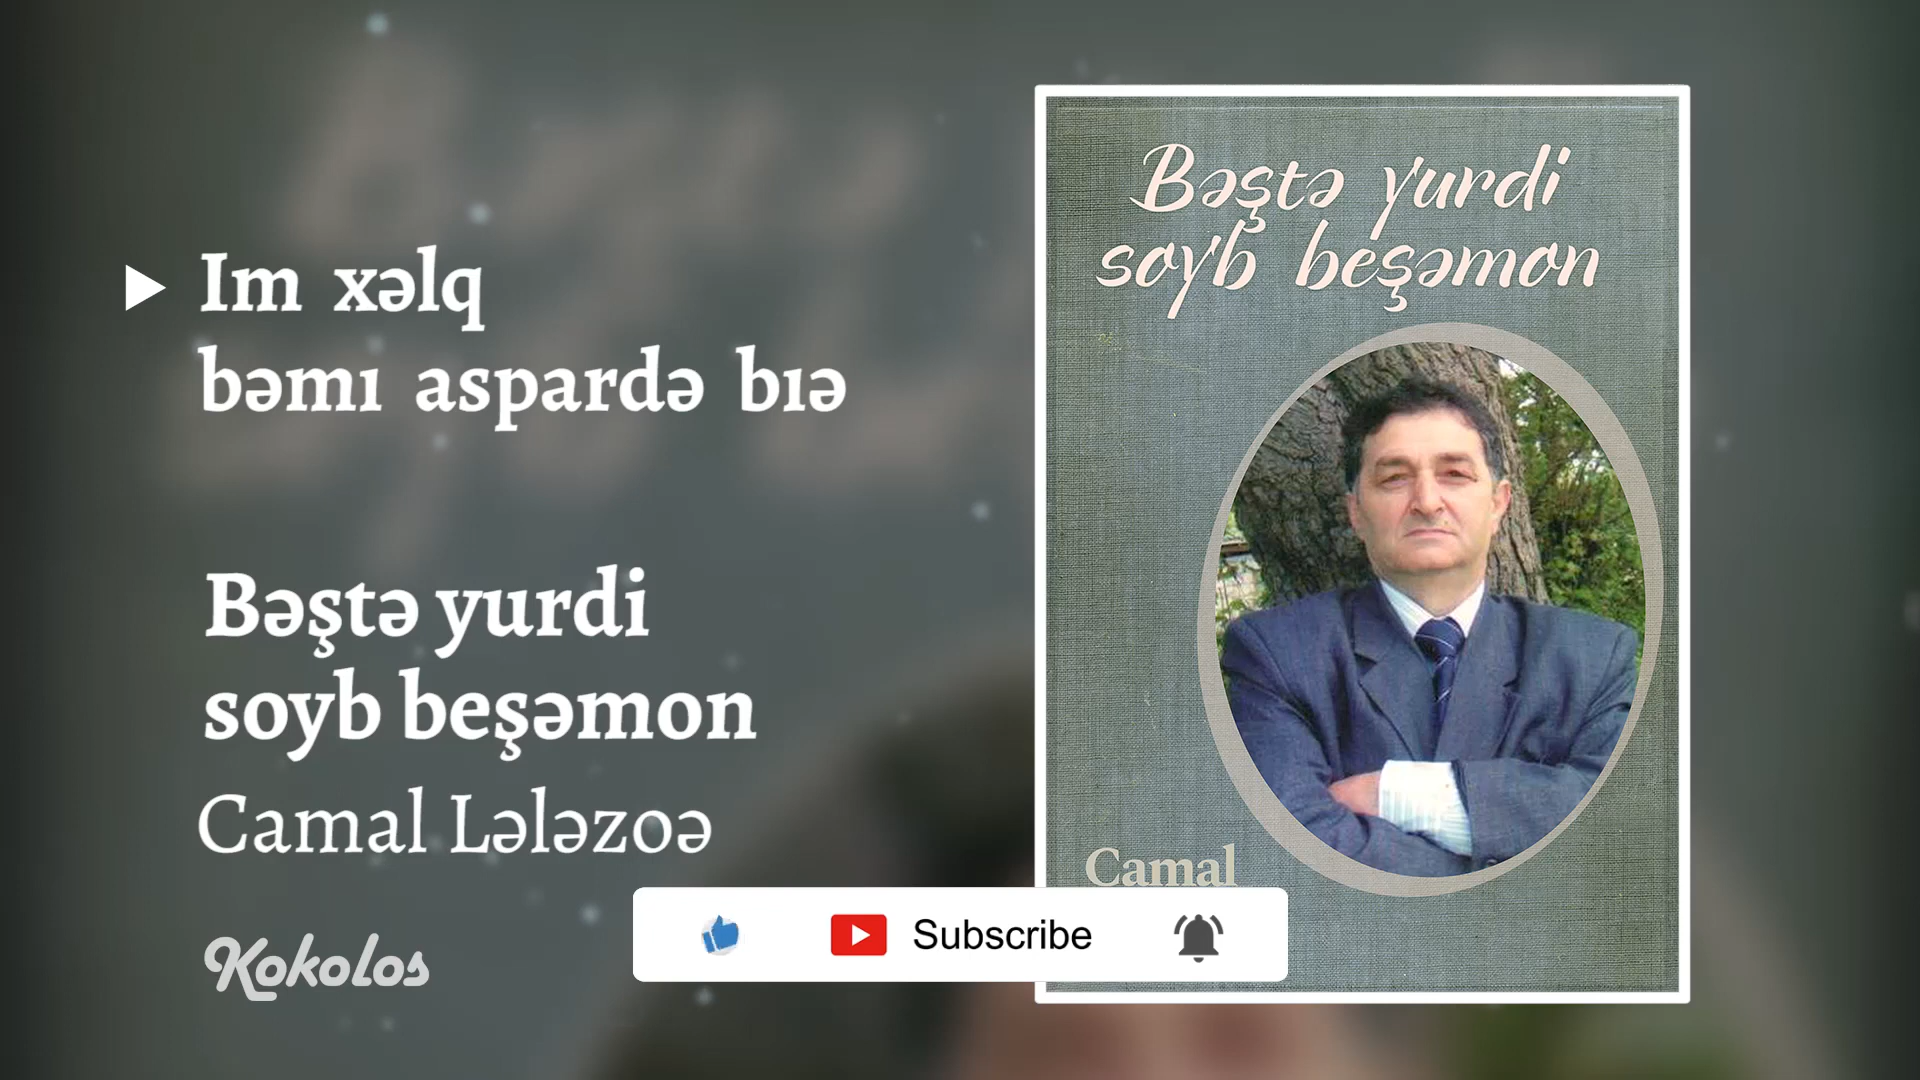 Im xəlq
bəmı aspardə bıə
Bəştə yurdi
soyb beşəmon
Camal Lələzoə
Kokolos
Bəştə yurdi
soyb beşəmon
Camal
Subscribe